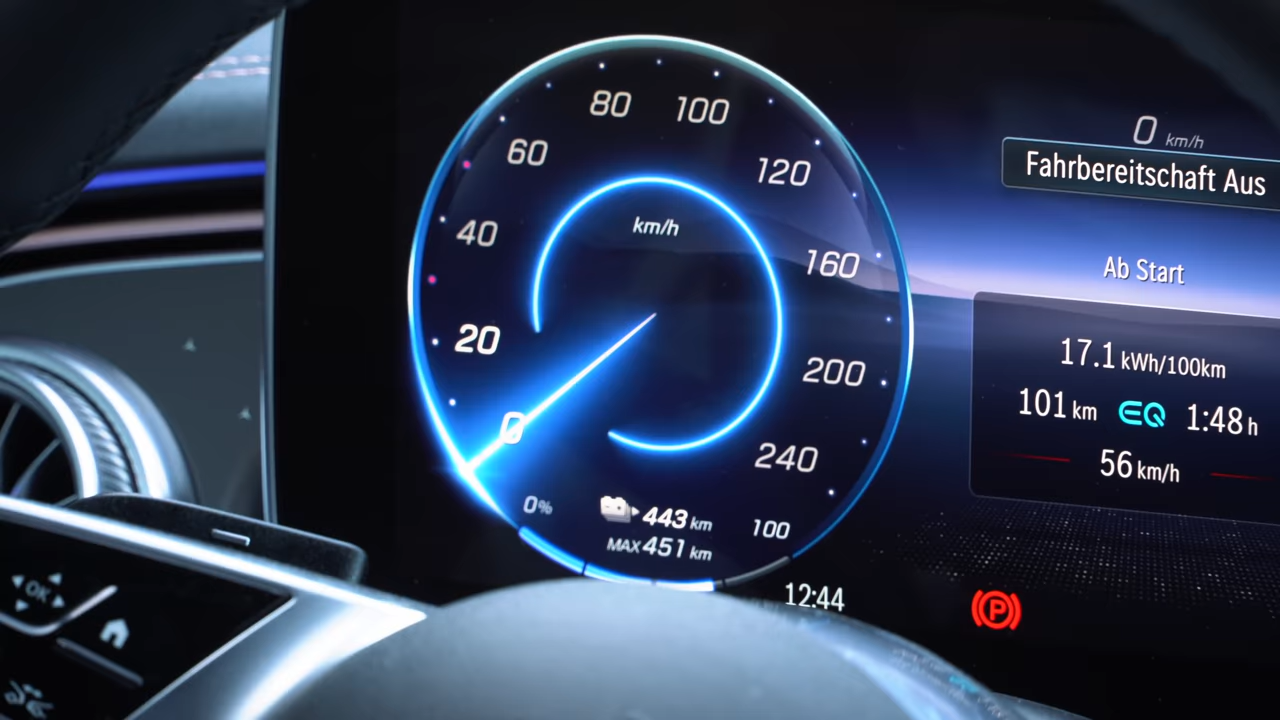 80 100
60 120
km/h
40 160
20 200
0 240
0% 443 km 100
MAX 451 km
12:44
0 km/h
Fahrbereitschaft Aus
Ab Start
17.1 kWh/100km
101 km EQ 1:48 h
56 km/h
P
OK